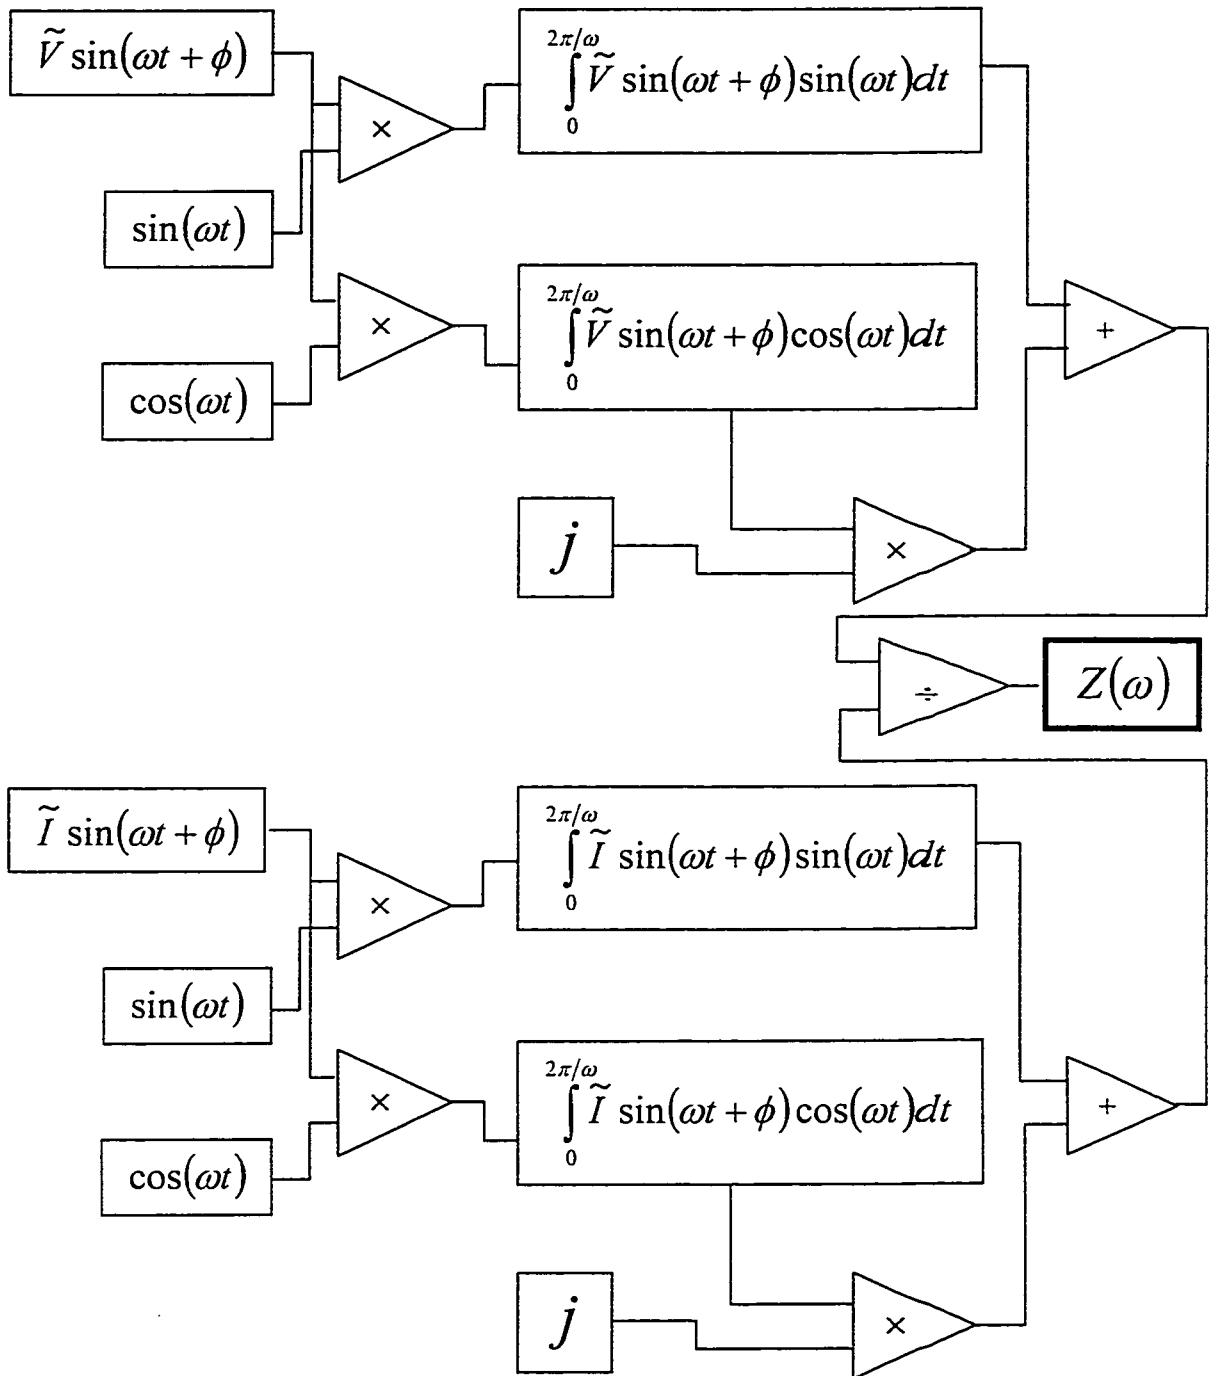 Ṽ sin(ωt + ϕ)
×
2π/ω
∫ Ṽ sin(ωt + ϕ)sin(ωt)dt
0
sin(ωt)
×
2π/ω
∫ Ṽ sin(ωt + ϕ)cos(ωt)dt
0
+
cos(ωt)
j
×
÷
Z(ω)
Ĩ sin(ωt + ϕ)
×
2π/ω
∫ Ĩ sin(ωt + ϕ)sin(ωt)dt
0
sin(ωt)
×
2π/ω
∫ Ĩ sin(ωt + ϕ)cos(ωt)dt
0
+
cos(ωt)
j
×